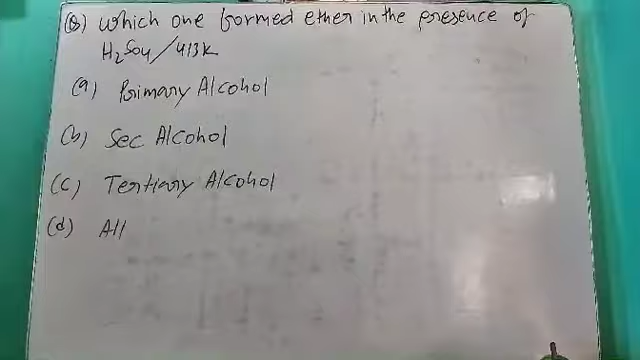 (Q) Which one formed ether in the presence of
H₂SO₄/413K
(a) Primary Alcohol
(b) Sec Alcohol
(c) Tertiary Alcohol
(d) All